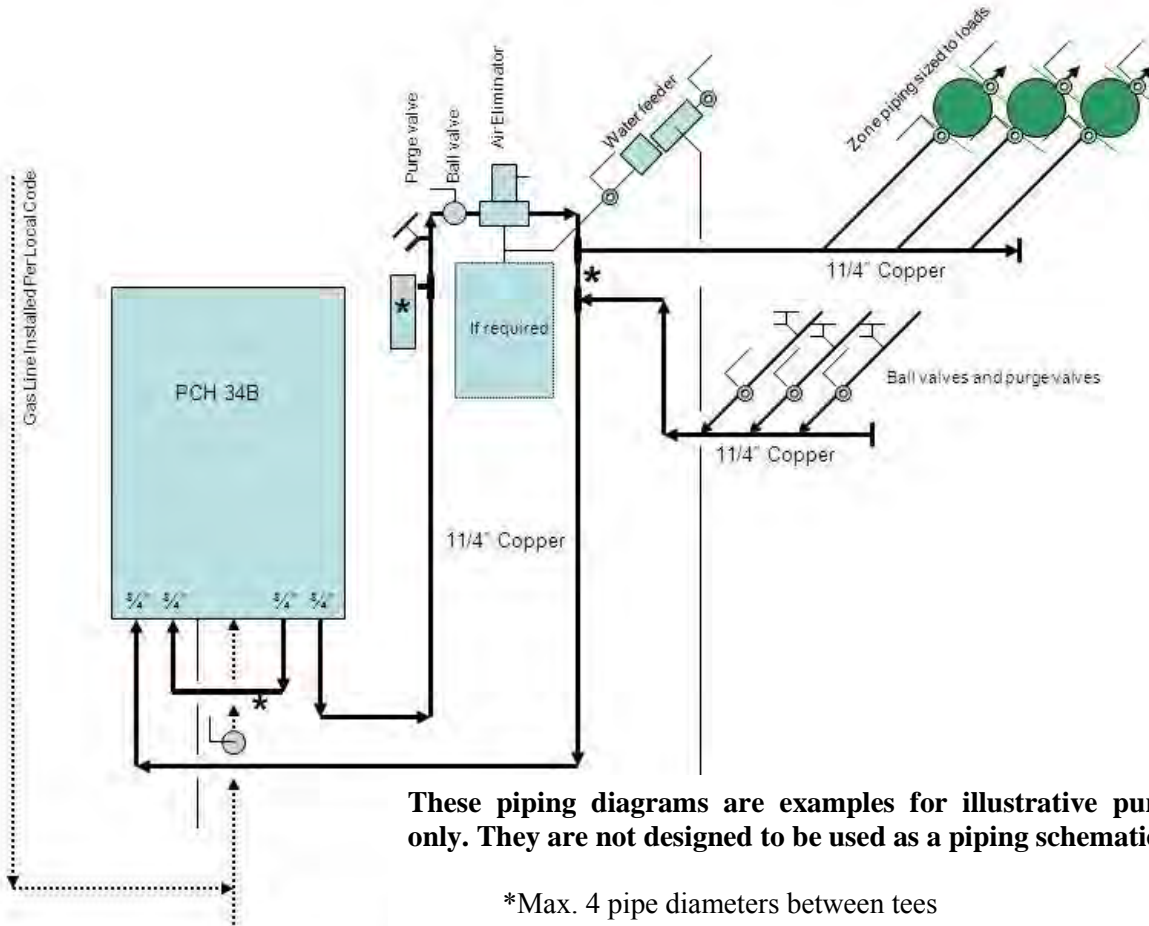 Gas Line Installed Per Local Code
Purge valve
Ball valve
Air Eliminator
Water feeder
Zone piping sized to loads
11/4" Copper
*
*
If required
PCH 34B
Ball valves and purge valves
11/4" Copper
11/4" Copper
¾" ¾" ¾" ¾"
*
These piping diagrams are examples for illustrative
only. They are not designed to be used as a piping
*Max. 4 pipe diameters between tees